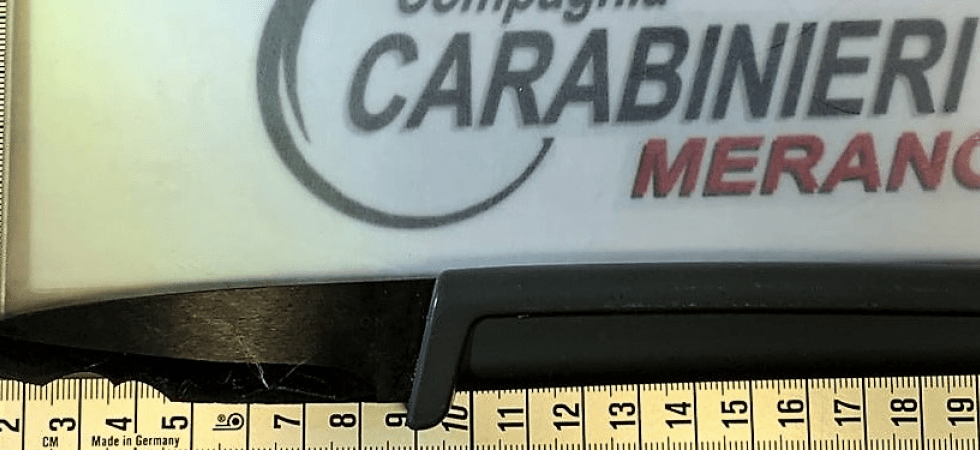 Compagnia
CARABINIERI
MERANO
2 3 4 5 7 8 9 10 11 12 13 14 15 16 17 18 19
CM Made in Germany